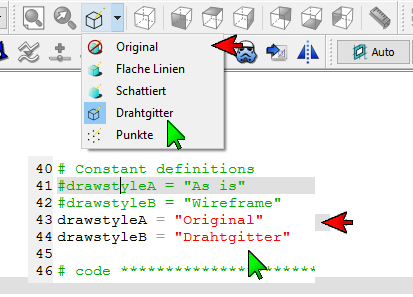 Auto
Original
Flache Linien
Schattiert
Drahtgitter
Punkte
40 # Constant definitions
41 #drawstyleA = "As is"
42 #drawstyleB = "Wireframe"
43 drawstyleA = "Original"
44 drawstyleB = "Drahtgitter"
45
46 # code ************************